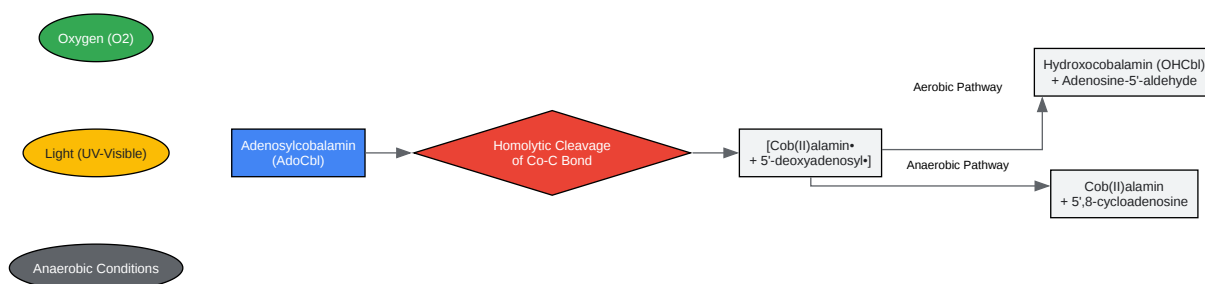 Oxygen (O2)
Light (UV-Visible)
Anaerobic Conditions
Adenosylcobalamin
(AdoCbl)
Homolytic Cleavage
of Co-C Bond
[Cob(II)alamin•
+ 5'-deoxyadenosyl•]
Aerobic Pathway
Anaerobic Pathway
Hydroxocobalamin (OHCbl)
+ Adenosine-5'-aldehyde
Cob(II)alamin
+ 5',8-cycloadenosine